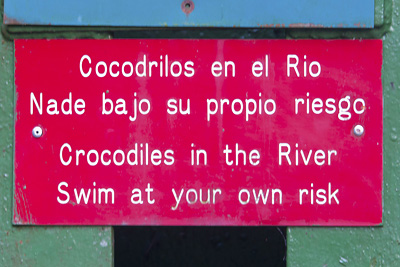 Cocodrilos en el Rio
Nade bajo su propio riesgo
Crocodiles in the River
Swim at your own risk